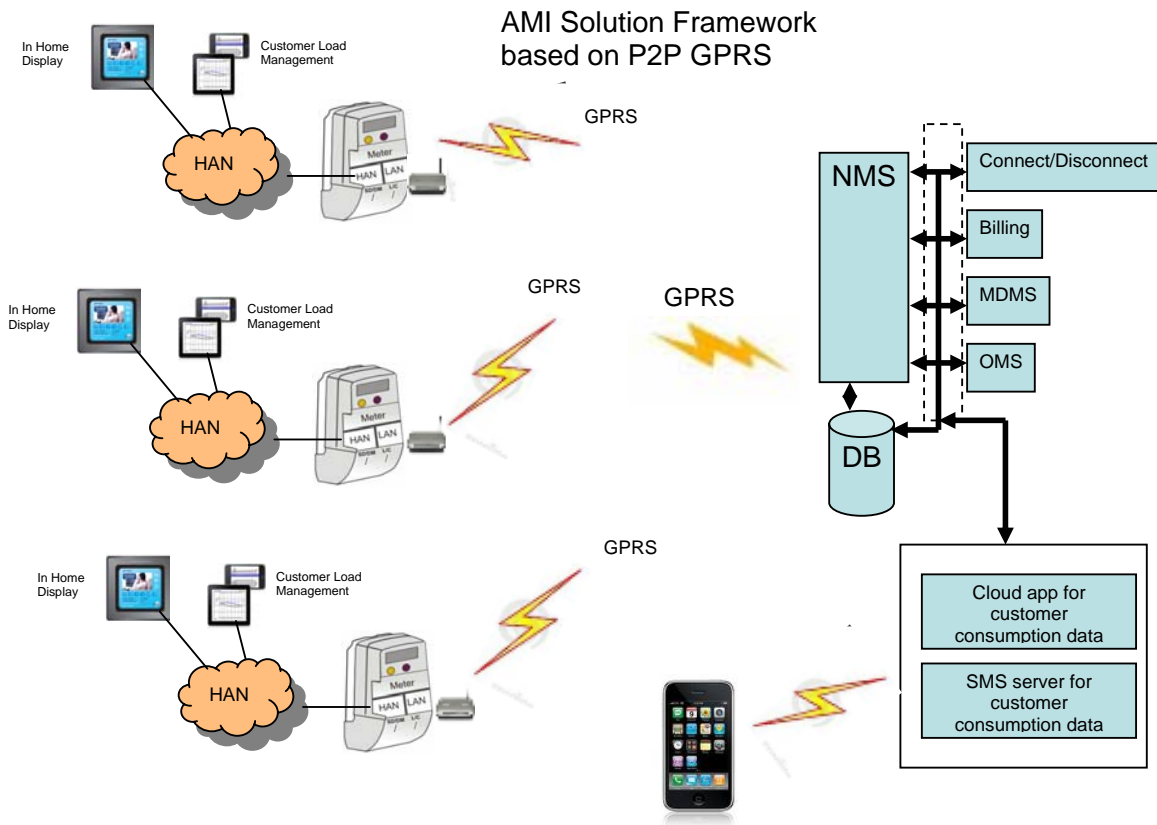 AMI Solution Framework
based on P2P GPRS
In Home
Display
Customer Load
Management
HAN
Meter
HAN LAN
GPRS
NMS
Connect/Disconnect
Billing
MDMS
OMS
DB
In Home
Display
Customer Load
Management
HAN
Meter
HAN LAN
GPRS
GPRS
In Home
Display
Customer Load
Management
HAN
Meter
HAN LAN
GPRS
Cloud app for
customer
consumption data
SMS server for
customer
consumption data